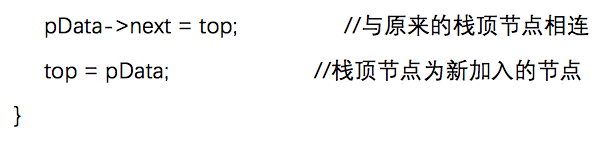 pData->next = top; //与原来的栈顶节点相连
top = pData; //栈顶节点为新加入的节点
}